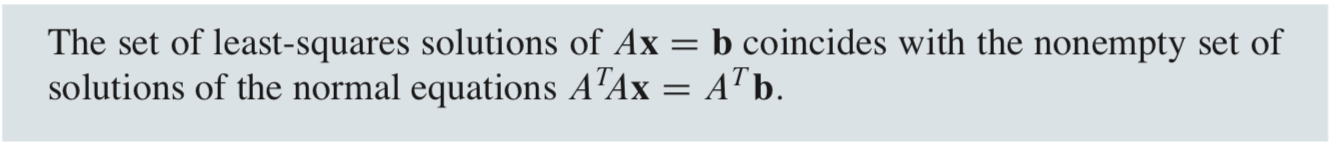 The set of least-squares solutions of Ax = b coincides with the nonempty set of
solutions of the normal equations AᵀAx = Aᵀb.